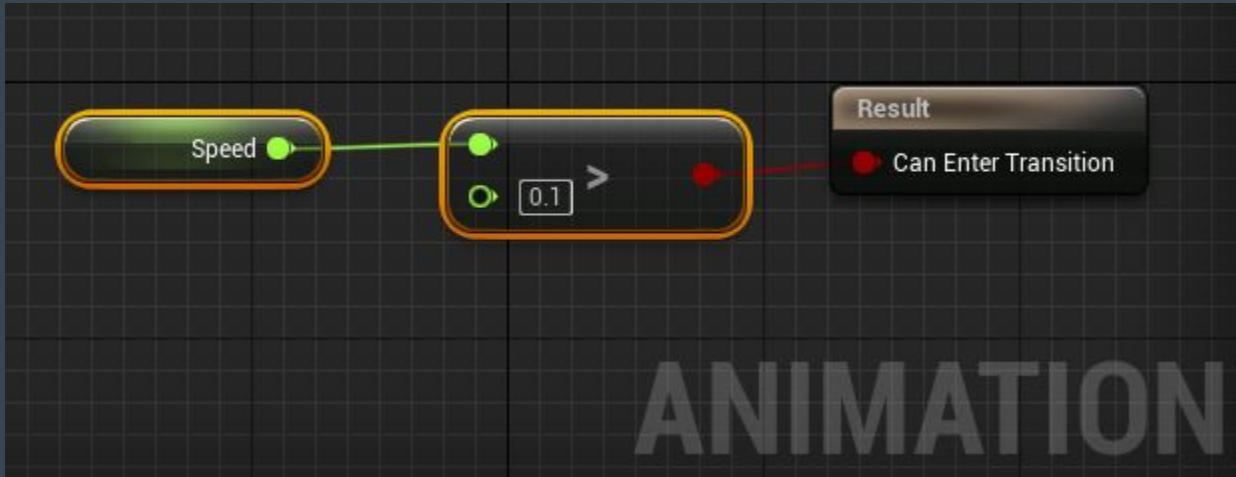 Result
Speed
Can Enter Transition
0.1
>
ANIMATION